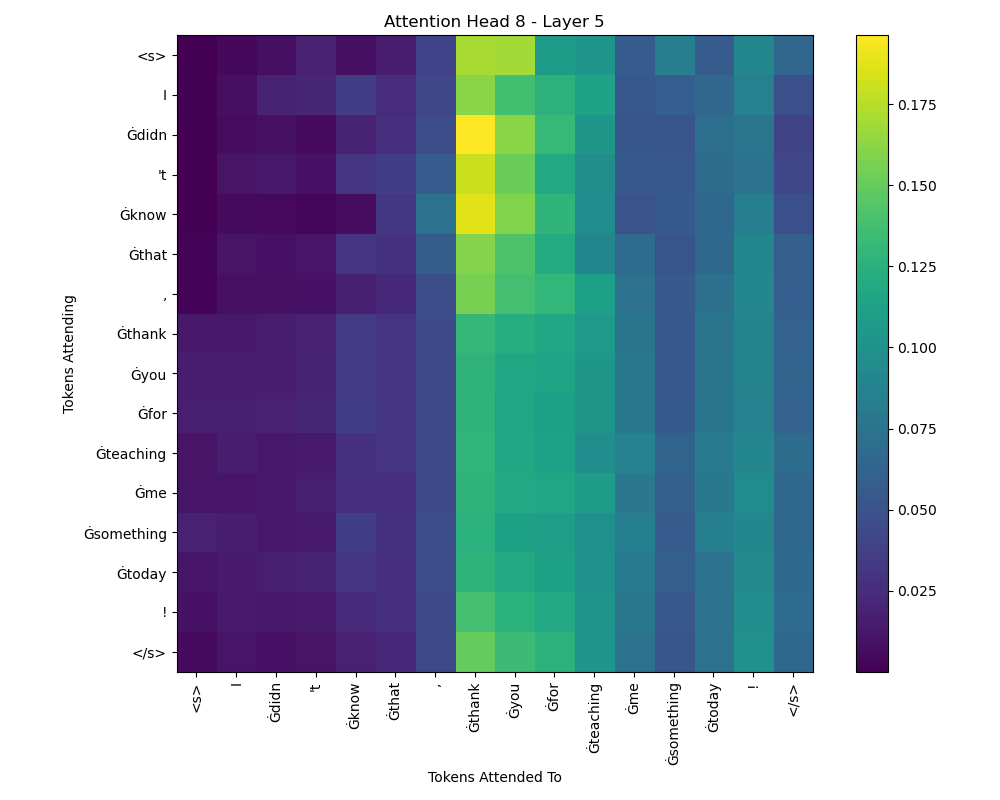 Attention Head 8 - Layer 5
Tokens Attending
<s>
I
Ġdidn
't
Ġknow
Ġthat
,
Ġthank
Ġyou
Ġfor
Ġteaching
Ġme
Ġsomething
Ġtoday
!
</s>
<s>
I
Ġdidn
't
Ġknow
Ġthat
,
Ġthank
Ġyou
Ġfor
Ġteaching
Ġme
Ġsomething
Ġtoday
!
</s>
Tokens Attended To
0.175
0.150
0.125
0.100
0.075
0.050
0.025